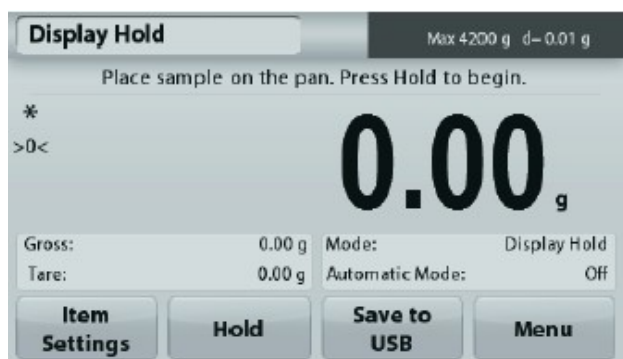 Display Hold
Max 4200 g d=0.01 g
Place sample on the pan. Press Hold to begin.
*
>0<
0.00 g
Gross: 0.00 g Mode: Display Hold
Tare: 0.00 g Automatic Mode: Off
Item Settings
Hold
Save to USB
Menu